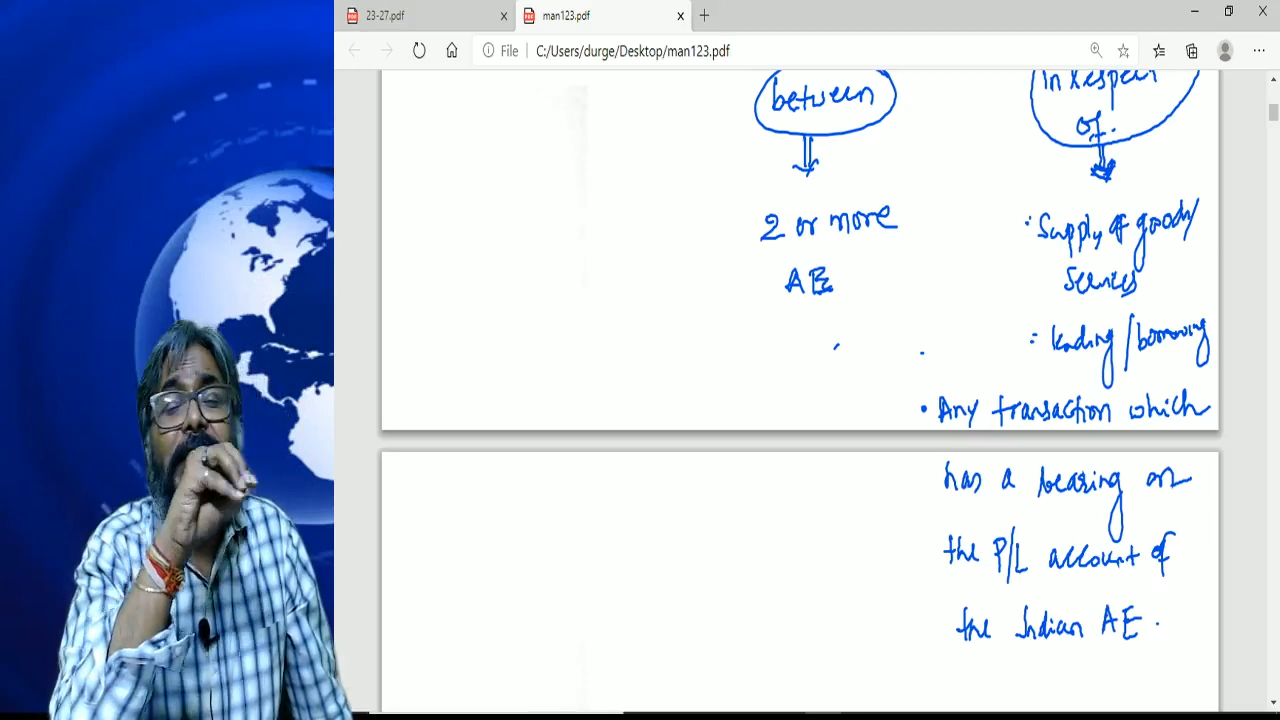 23-27.pdf
man123.pdf
File
C:/Users/durge/Desktop/man123.pdf
between
in respect
of.
2 or more
AE
Supply of goods/
Services
lending/borrowing
Any transaction which
has a bearing on
the P/L account of
the Indian AE.